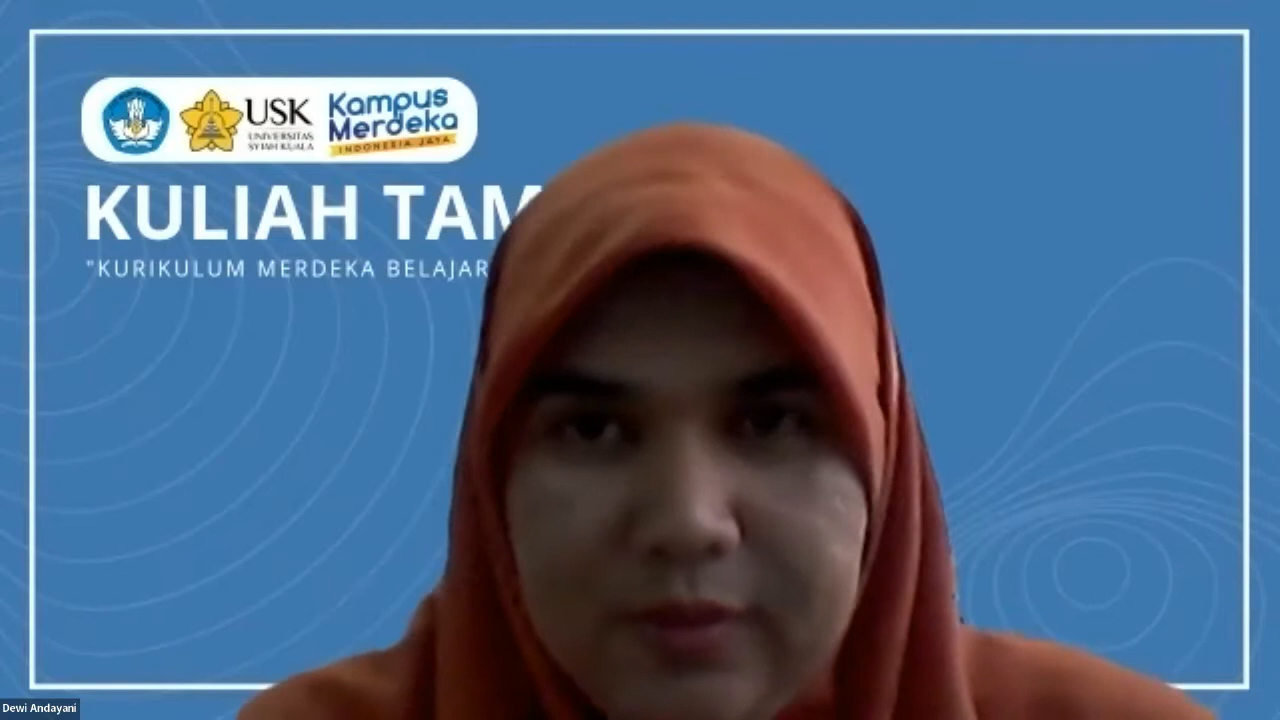 USK
UNIVERSITAS
SYIAH KUALA
Kampus
Merdeka
INDONESIA JAYA
KULIAH TAM
"KURIKULUM MERDEKA BELAJAR
Dewi Andayani